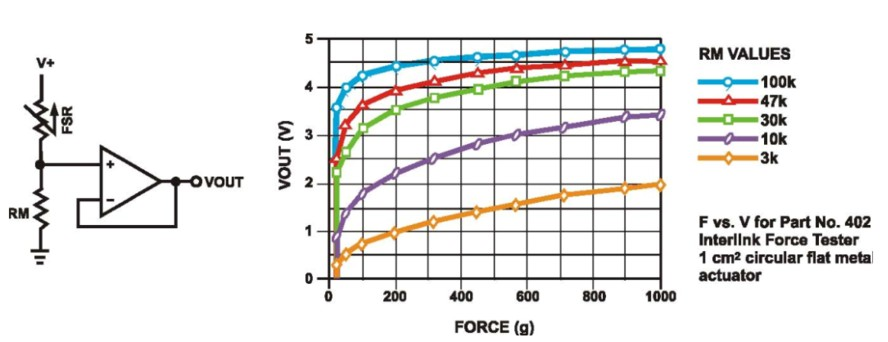 V+
FSR
+
-
VOUT
RM
VOUT (V)
5
4
3
2
1
0
0 200 400 600 800 1000
FORCE (g)
RM VALUES
100k
47k
30k
10k
3k
F vs. V for Part No. 402
Interlink Force Tester
1 cm² circular flat metal
actuator